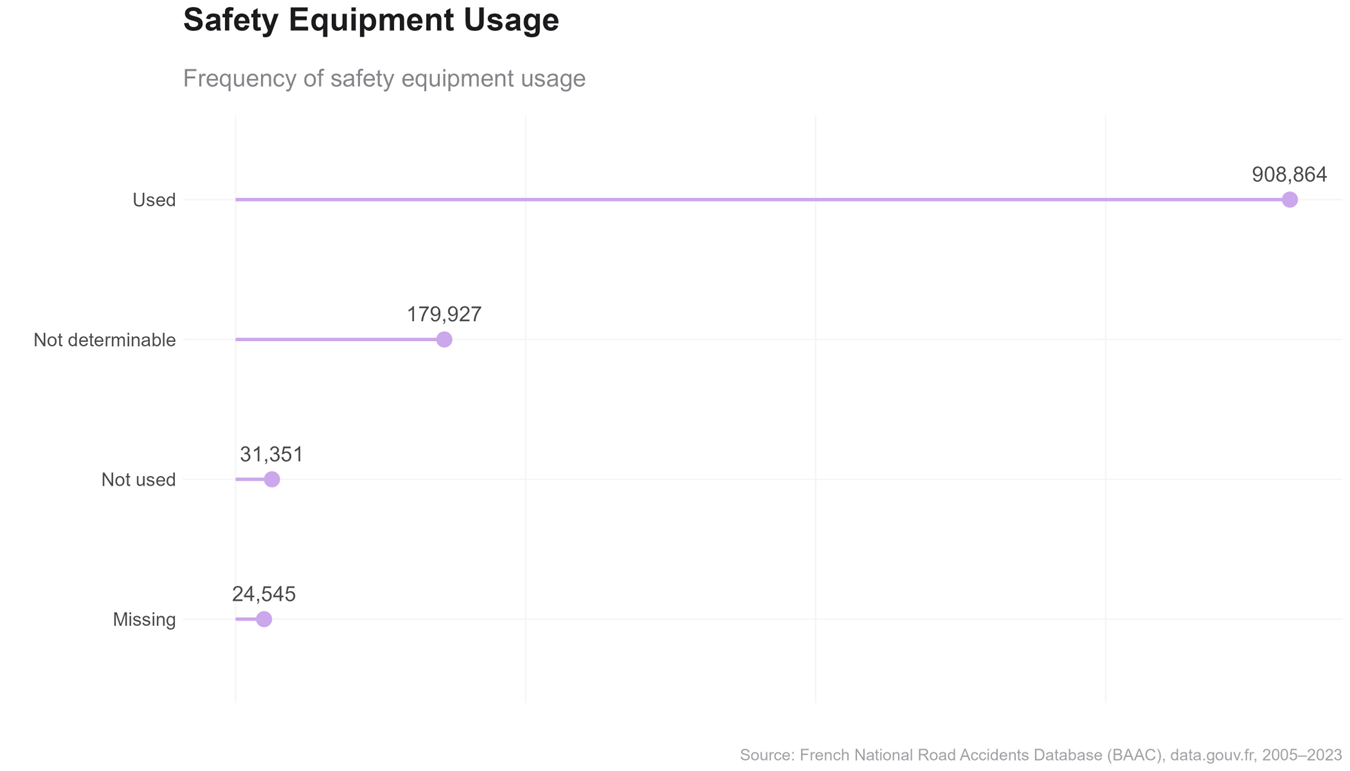 Safety Equipment Usage
Frequency of safety equipment usage
908,864
Used
179,927
Not determinable
31,351
Not used
24,545
Missing
Source: French National Road Accidents Database (BAAC), data.gouv.fr, 2005–2023